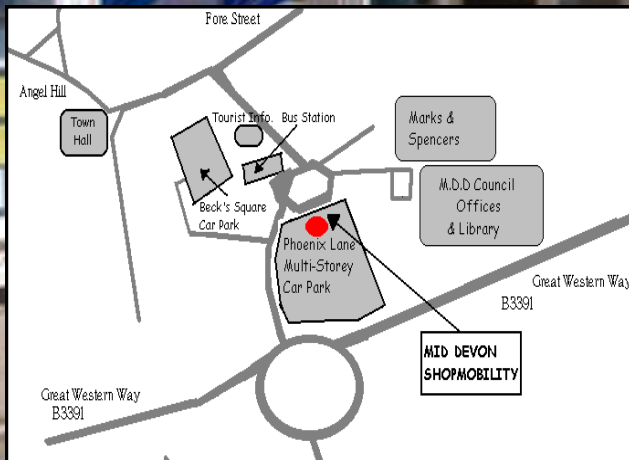 Fore Street
Angel Hill
Town
Hall
Tourist Info.
Bus Station
Marks &
Spencers
M.D.D Council
Offices
& Library
Beck's Square
Car Park
Phoenix Lane
Multi-Storey
Car Park
Great Western Way
B3391
MID DEVON
SHOPMOBILITY
Great Western Way
B3391